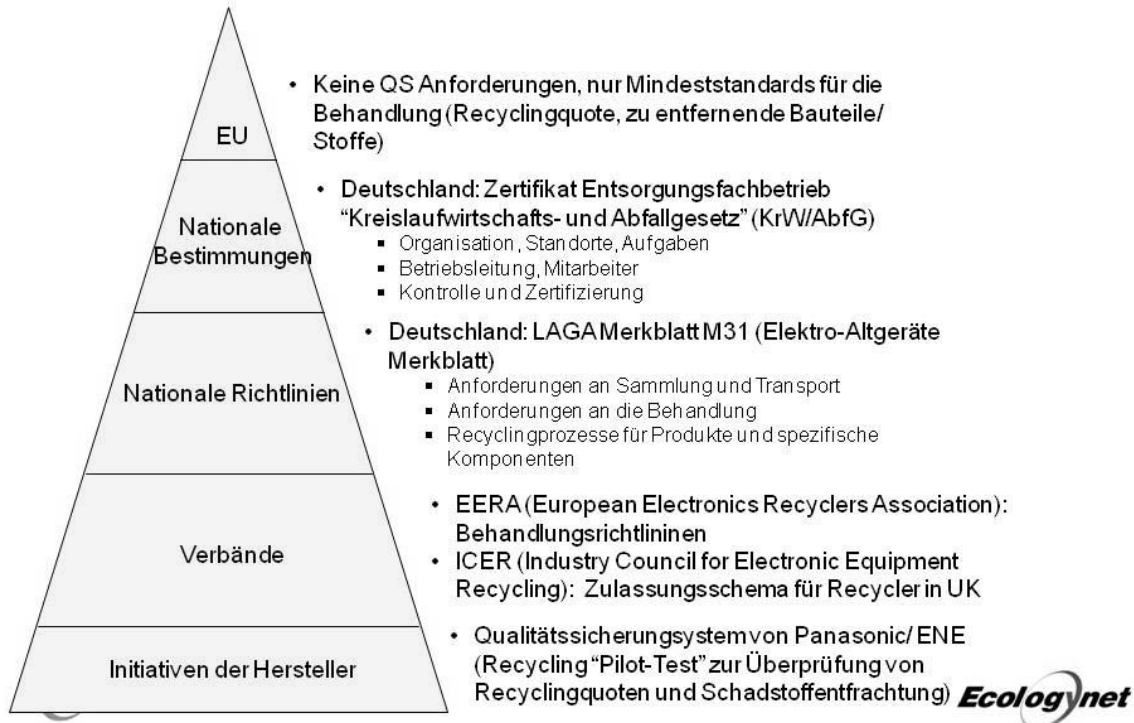 • Keine QS Anforderungen, nur Mindeststandards für die
Behandlung (Recyclingquote, zu entfernende Bauteile/
Stoffe)
EU
• Deutschland: Zertifikat Entsorgungsfachbetrieb
“Kreislaufwirtschafts- und Abfallgesetz” (KrW/AbfG)
▪ Organisation, Standorte, Aufgaben
▪ Betriebsleitung, Mitarbeiter
▪ Kontrolle und Zertifizierung
Nationale
Bestimmungen
• Deutschland: LAGA Merkblatt M31 (Elektro-Altgeräte
Merkblatt)
▪ Anforderungen an Sammlung und Transport
▪ Anforderungen an die Behandlung
▪ Recyclingprozesse für Produkte und spezifische
Komponenten
Nationale Richtlinien
• EERA (European Electronics Recyclers Association):
Behandlungsrichtlininen
• ICER (Industry Council for Electronic Equipment
Recycling): Zulassungsschema für Recycler in UK
Verbände
• Qualitätssicherungsystem von Panasonic/ ENE
(Recycling “Pilot-Test” zur Überprüfung von
Recyclingquoten und Schadstoffentfrachtung)
Initiativen der Hersteller
Ecologynet